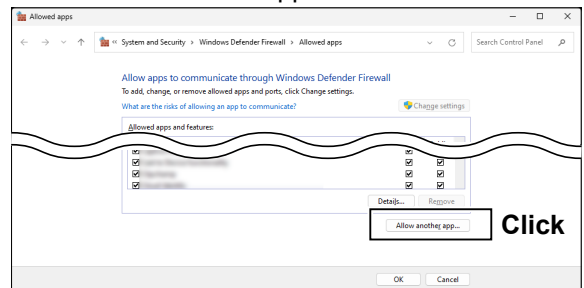 Allowed apps
« System and Security > Windows Defender Firewall > Allowed apps
Search Control Panel
Allow apps to communicate through Windows Defender Firewall
To add, change, or remove allowed apps and ports, click Change settings.
What are the risks of allowing an app to communicate?
Change settings
Allowed apps and features:
Details...
Remove
Allow another app...
Click
OK
Cancel